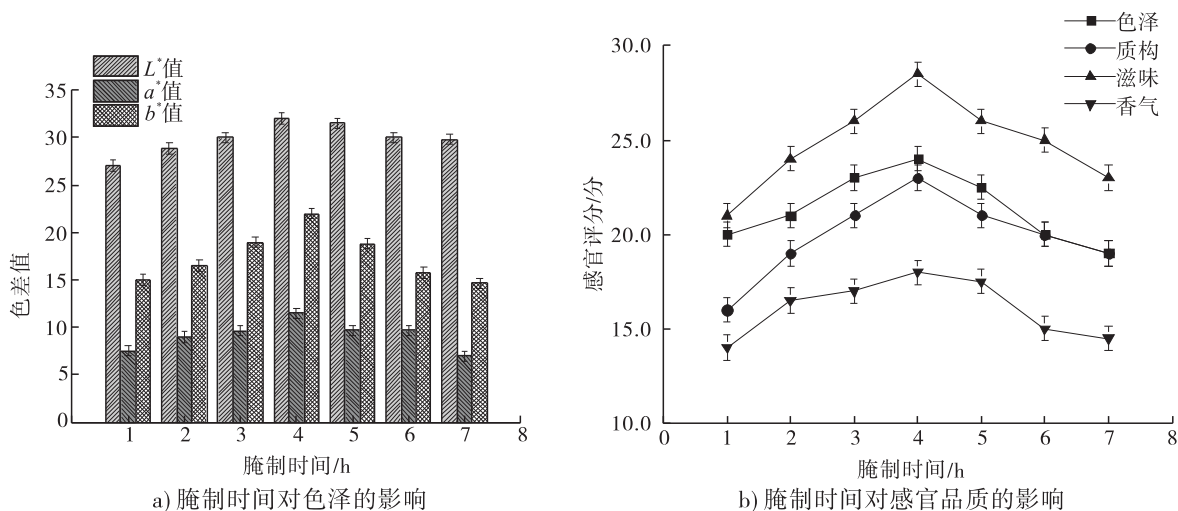 L*值
a*值
b*值
35
30
25
20
15
10
5
0
色差值
1 2 3 4 5 6 7 8
腌制时间/h
a) 腌制时间对色泽的影响
色泽
质构
滋味
香气
30.0
25.0
20.0
15.0
10.0
感官评分/分
0 1 2 3 4 5 6 7 8
腌制时间/h
b) 腌制时间对感官品质的影响